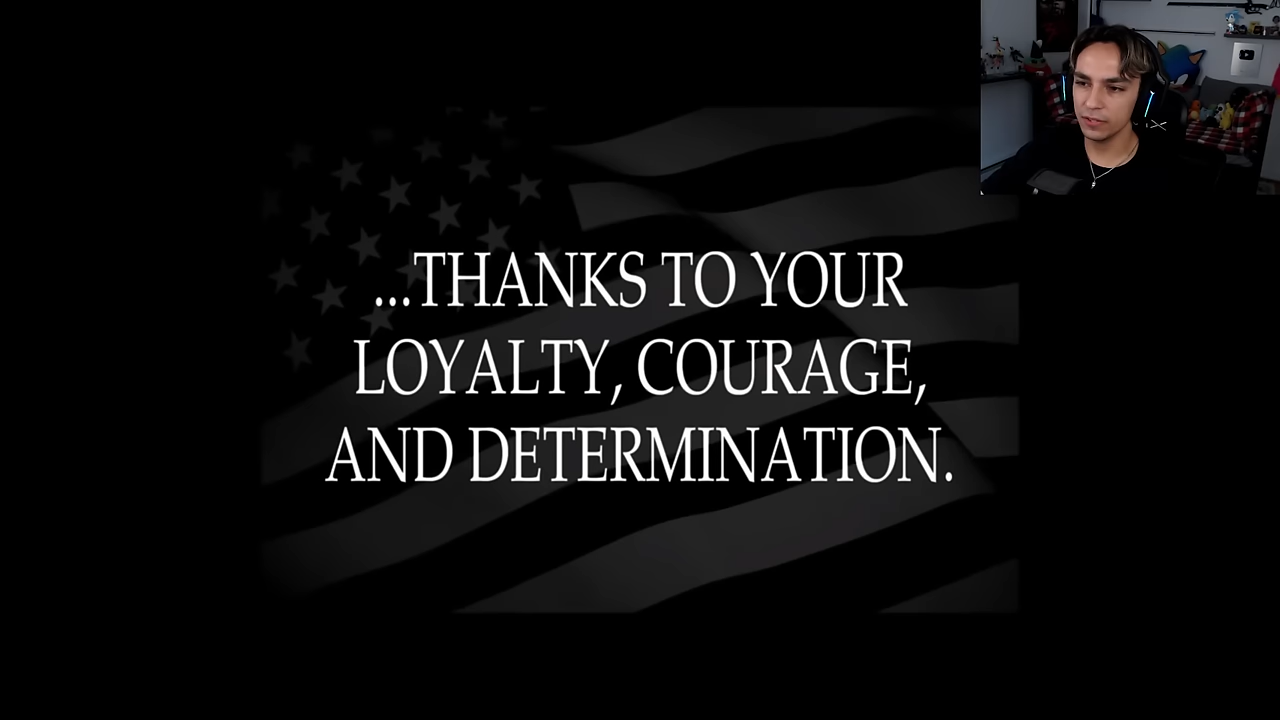 ...THANKS TO YOUR
LOYALTY, COURAGE,
AND DETERMINATION.